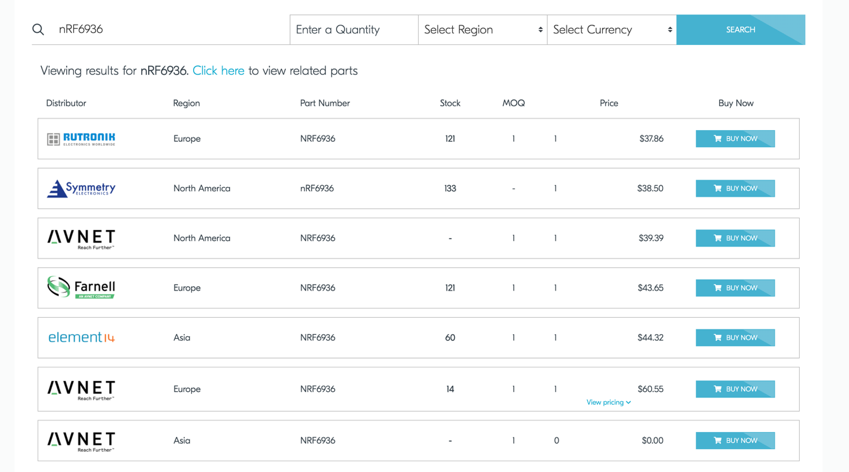 nRF6936 Enter a Quantity Select Region Select Currency SEARCH
Viewing results for nRF6936. Click here to view related parts
Distributor Region Part Number Stock MOQ Price Buy Now
RUTRONIK ELECTRONICS WORLDWIDE Europe NRF6936 121 1 1 $37.86 BUY NOW
Symmetry ELECTRONICS North America nRF6936 133 - 1 $38.50 BUY NOW
AVNET Reach Further™ North America NRF6936 - 1 1 $39.39 BUY NOW
Farnell AN AVNET COMPANY Europe NRF6936 121 1 1 $43.65 BUY NOW
element14 Asia NRF6936 60 1 1 $44.32 BUY NOW
AVNET Reach Further™ Europe NRF6936 14 1 1 $60.55 BUY NOW
View pricing
AVNET Reach Further™ Asia NRF6936 - 1 0 $0.00 BUY NOW